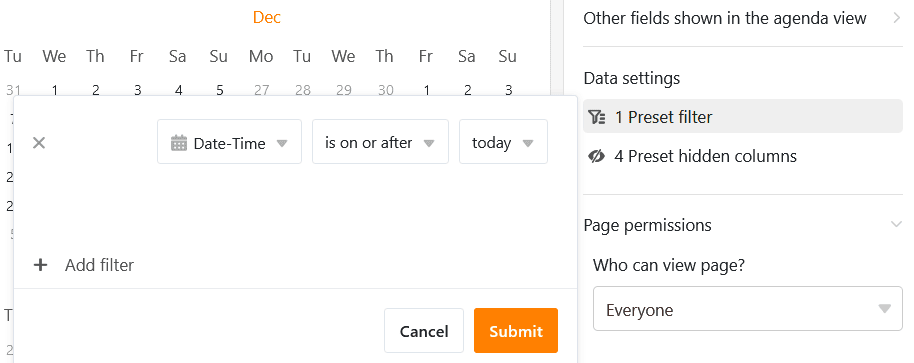 Dec
Tu We Th Fr Sa Su Mo Tu We Th Fr Sa Su
31 1 2 3 4 5 27 28 29 30 1 2 3
Date-Time is on or after today
+ Add filter
Cancel Submit
Other fields shown in the agenda view
Data settings
1 Preset filter
4 Preset hidden columns
Page permissions
Who can view page?
Everyone